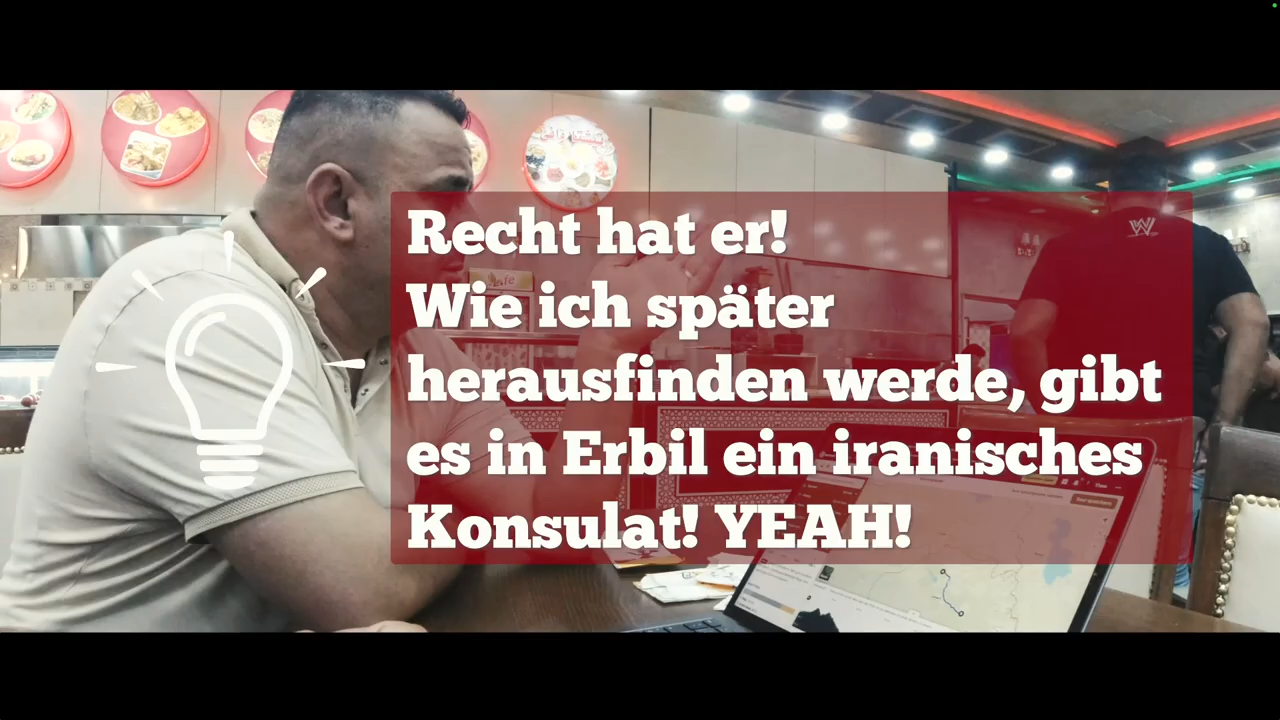 Recht hat er!
Wie ich später
herausfinden werde, gibt
es in Erbil ein iranisches
Konsulat! YEAH!
W